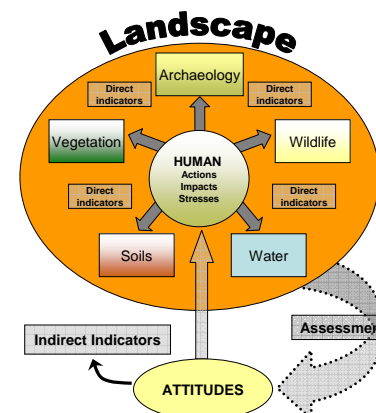 Landscape
Archaeology
Direct
indicators
Direct
indicators
Vegetation
Wildlife
HUMAN
Actions
Impacts
Stresses
Direct
indicators
Direct
indicators
Soils
Water
Assessment
Indirect Indicators
ATTITUDES